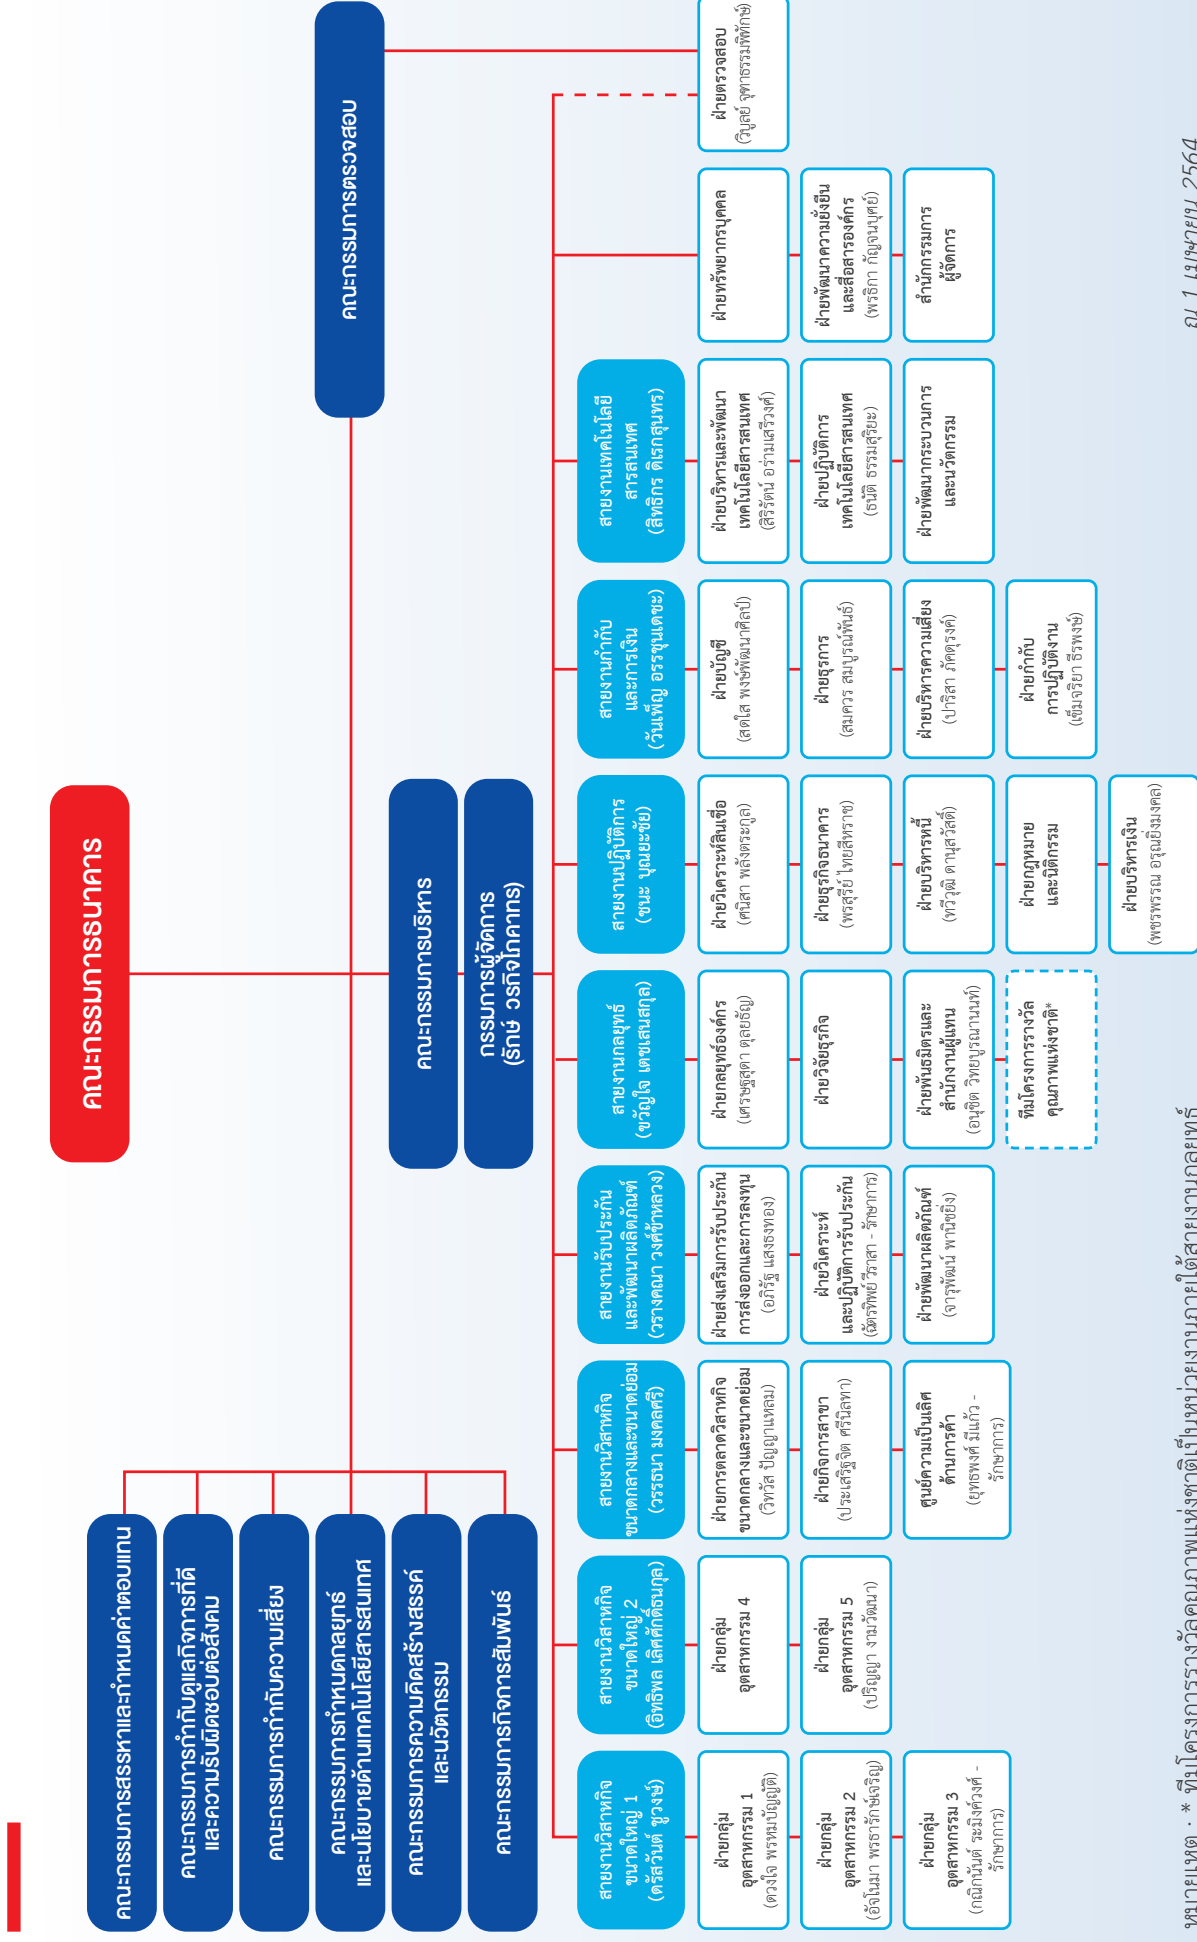 คณะกรรมการธนาคาร
คณะกรรมการสรรหาและกำหนดค่าตอบแทน
คณะกรรมการกำกับดูแลกิจการที่ดี
และความรับผิดชอบต่อสังคม
คณะกรรมการกำกับความเสี่ยง
คณะกรรมการกำหนดกลยุทธ์
และนโยบายด้านเทคโนโลยีสารสนเทศ
คณะกรรมการความคิดสร้างสรรค์
และนวัตกรรม
คณะกรรมการกิจการสัมพันธ์
คณะกรรมการตรวจสอบ
คณะกรรมการบริหาร
กรรมการผู้จัดการ
(รักษ์ วรกิจโภคาทร)
สายงานวิสาหกิจ
ขนาดใหญ่ 1
(ตรัสวันต์ ชูวงษ์)
ฝ่ายกลุ่ม
อุตสาหกรรม 1
(ดวงใจ พรหมบัญญัติ)
ฝ่ายกลุ่ม
อุตสาหกรรม 2
(อัจโนมา พรธารักษ์เจริญ)
ฝ่ายกลุ่ม
อุตสาหกรรม 3
(กณิกนันต์ ระมิงค์วงศ์ -
รักษาการ)
สายงานวิสาหกิจ
ขนาดใหญ่ 2
(อิทธิพล เลิศศักดิ์ธนกุล)
ฝ่ายกลุ่ม
อุตสาหกรรม 4
ฝ่ายกลุ่ม
อุตสาหกรรม 5
(ปริญญา งามวัฒนา)
สายงานวิสาหกิจ
ขนาดกลางและขนาดย่อม
(วรรธนา มงคลศรี)
ฝ่ายการตลาดวิสาหกิจ
ขนาดกลางและขนาดย่อม
(วิทวัส ปัญญาแหลม)
ฝ่ายกิจการสาขา
(ประเสริฐจิต ศรีนิลทา)
ศูนย์ความเป็นเลิศ
ด้านการค้า
(ยุทธพงศ์ มีแก้ว -
รักษาการ)
สายงานรับประกัน
และพัฒนาผลิตภัณฑ์
(วรางคณา วงศ์ข้าหลวง)
ฝ่ายส่งเสริมการรับประกัน
การส่งออกและการลงทุน
(อภิรัฐ แสงธงทอง)
ฝ่ายวิเคราะห์
และปฏิบัติการรับประกัน
(ฉัตรทิพย์ วีราสา - รักษาการ)
ฝ่ายพัฒนาผลิตภัณฑ์
(จารุพัฒน์ พานิชยิ่ง)
สายงานกลยุทธ์
(ขวัญใจ เตชเสนสกุล)
ฝ่ายกลยุทธ์องค์กร
(เศรษฐสุดา ตุลยธัญ)
ฝ่ายวิจัยธุรกิจ
ฝ่ายพันธมิตรและ
สำนักงานผู้แทน
(อนุชิต วิทยบูรณานนท์)
ทีมโครงการรางวัล
คุณภาพแห่งชาติ*
สายงานปฏิบัติการ
(ชนะ บุณยะชัย)
ฝ่ายวิเคราะห์สินเชื่อ
(ศนิสา พลังตระกูล)
ฝ่ายธุรกิจธนาคาร
(พรสุรีย์ ไทยสีหราช)
ฝ่ายบริหารหนี้
(ทวีวุฒิ ดานุสวัสดิ์)
ฝ่ายกฎหมาย
และนิติกรรม
ฝ่ายบริหารเงิน
(พชรพรรณ อรุณยิ่งมงคล)
สายงานกำกับ
และการเงิน
(วันเพ็ญ อรรขุนเดชะ)
ฝ่ายบัญชี
(สดใส พงษ์พัฒนาศิลป์)
ฝ่ายธุรการ
(สมควร สมบูรณ์พันธ์)
ฝ่ายบริหารความเสี่ยง
(ปาริสา ภัคดุรงค์)
ฝ่ายกำกับ
การปฏิบัติงาน
(เข็มจริยา ธีรพงษ์)
สายงานเทคโนโลยี
สารสนเทศ
(สิทธิกร ดิเรกสุนทร)
ฝ่ายบริหารและพัฒนา
เทคโนโลยีสารสนเทศ
(สิริรัตน์ อร่ามเสรีวงศ์)
ฝ่ายปฏิบัติการ
เทคโนโลยีสารสนเทศ
(ธนัติ ธรรมสุริยะ)
ฝ่ายพัฒนากระบวนการ
และนวัตกรรม
ฝ่ายทรัพยากรบุคคล
ฝ่ายพัฒนาความยั่งยืน
และสื่อสารองค์กร
(พรธิกา กัญจนบุศย์)
สำนักกรรมการ
ผู้จัดการ
ฝ่ายตรวจสอบ
(วิบูลย์ จุฑาธรรมพิทักษ์)
หมายเหตุ : * ทีมโครงการรางวัลคุณภาพแห่งชาติเป็นหน่วยงานภายใต้สายงานกลยุทธ์
ณ 1 เมษายน 2564